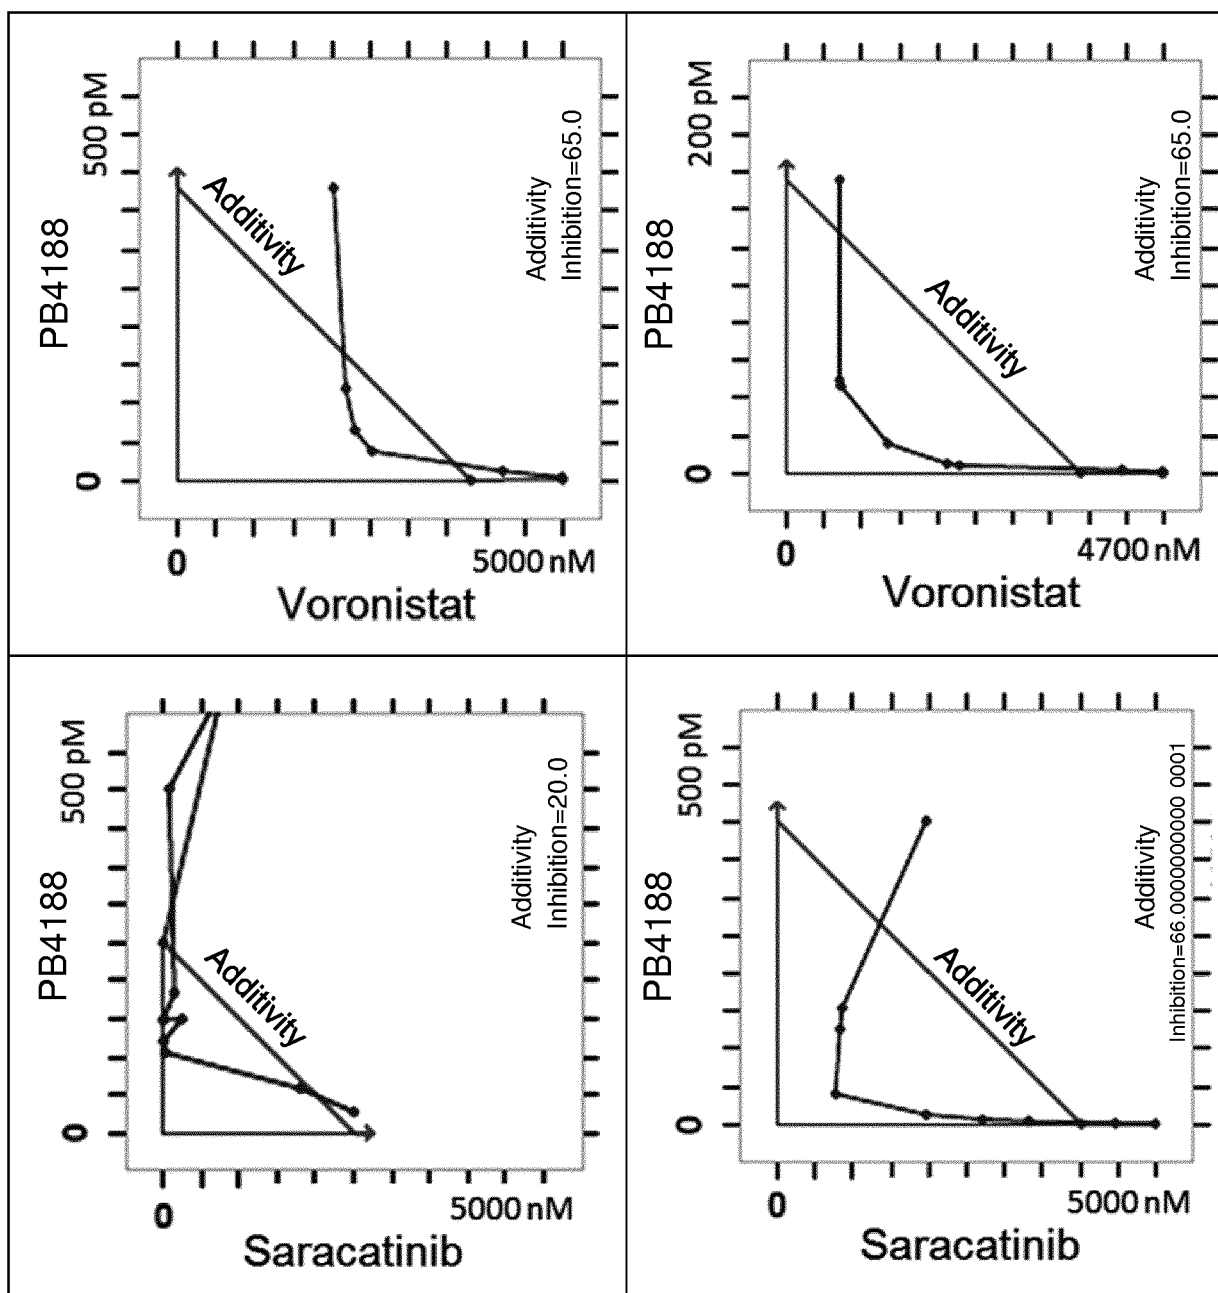 500 pM
PB4188
0
Additivity
Additivity
Inhibition=65.0
0
5000 nM
Voronistat
200 pM
PB4188
0
Additivity
Additivity
Inhibition=65.0
0
4700 nM
Voronistat
500 pM
PB4188
0
Additivity
Additivity
Inhibition=20.0
0
5000 nM
Saracatinib
500 pM
PB4188
0
Additivity
Additivity
Inhibition=66.00000000000 0001
0
5000 nM
Saracatinib